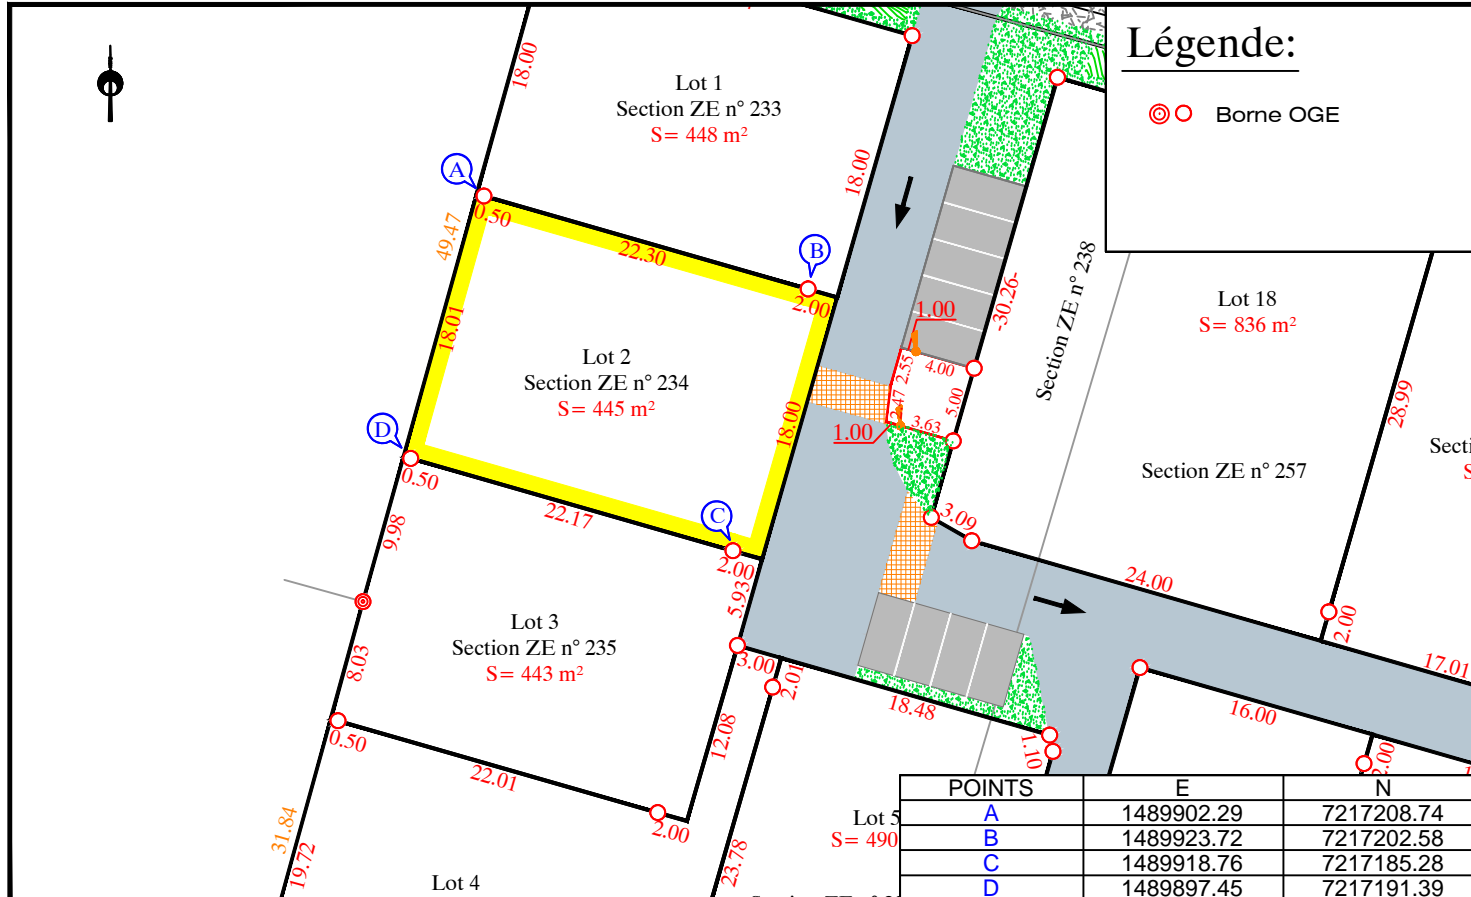 Légende:
Borne OGE
18.00
Lot 1
Section ZE n° 233
S= 448 m²
18.00
A
0.50
49.47
22.30
B
2.00
18.01
Lot 2
Section ZE n° 234
S= 445 m²
18.00
D
0.50
22.17
C
2.00
1.00
2.55
4.00
2.47
5.00
3.63
1.00
-30.26-
Section ZE n° 238
Lot 18
S= 836 m²
28.99
Section ZE n° 257
Secti
S
3.09
24.00
2.00
17.01
16.00
2.00
9.98
5.93
Lot 3
Section ZE n° 235
S= 443 m²
8.03
3.00
2.01
18.48
1.10
12.08
0.50
22.01
2.00
31.84
19.72
Lot 4
23.78
Lot 5
S= 490
POINTS E N
A 1489902.29 7217208.74
B 1489923.72 7217202.58
C 1489918.76 7217185.28
D 1489897.45 7217191.39